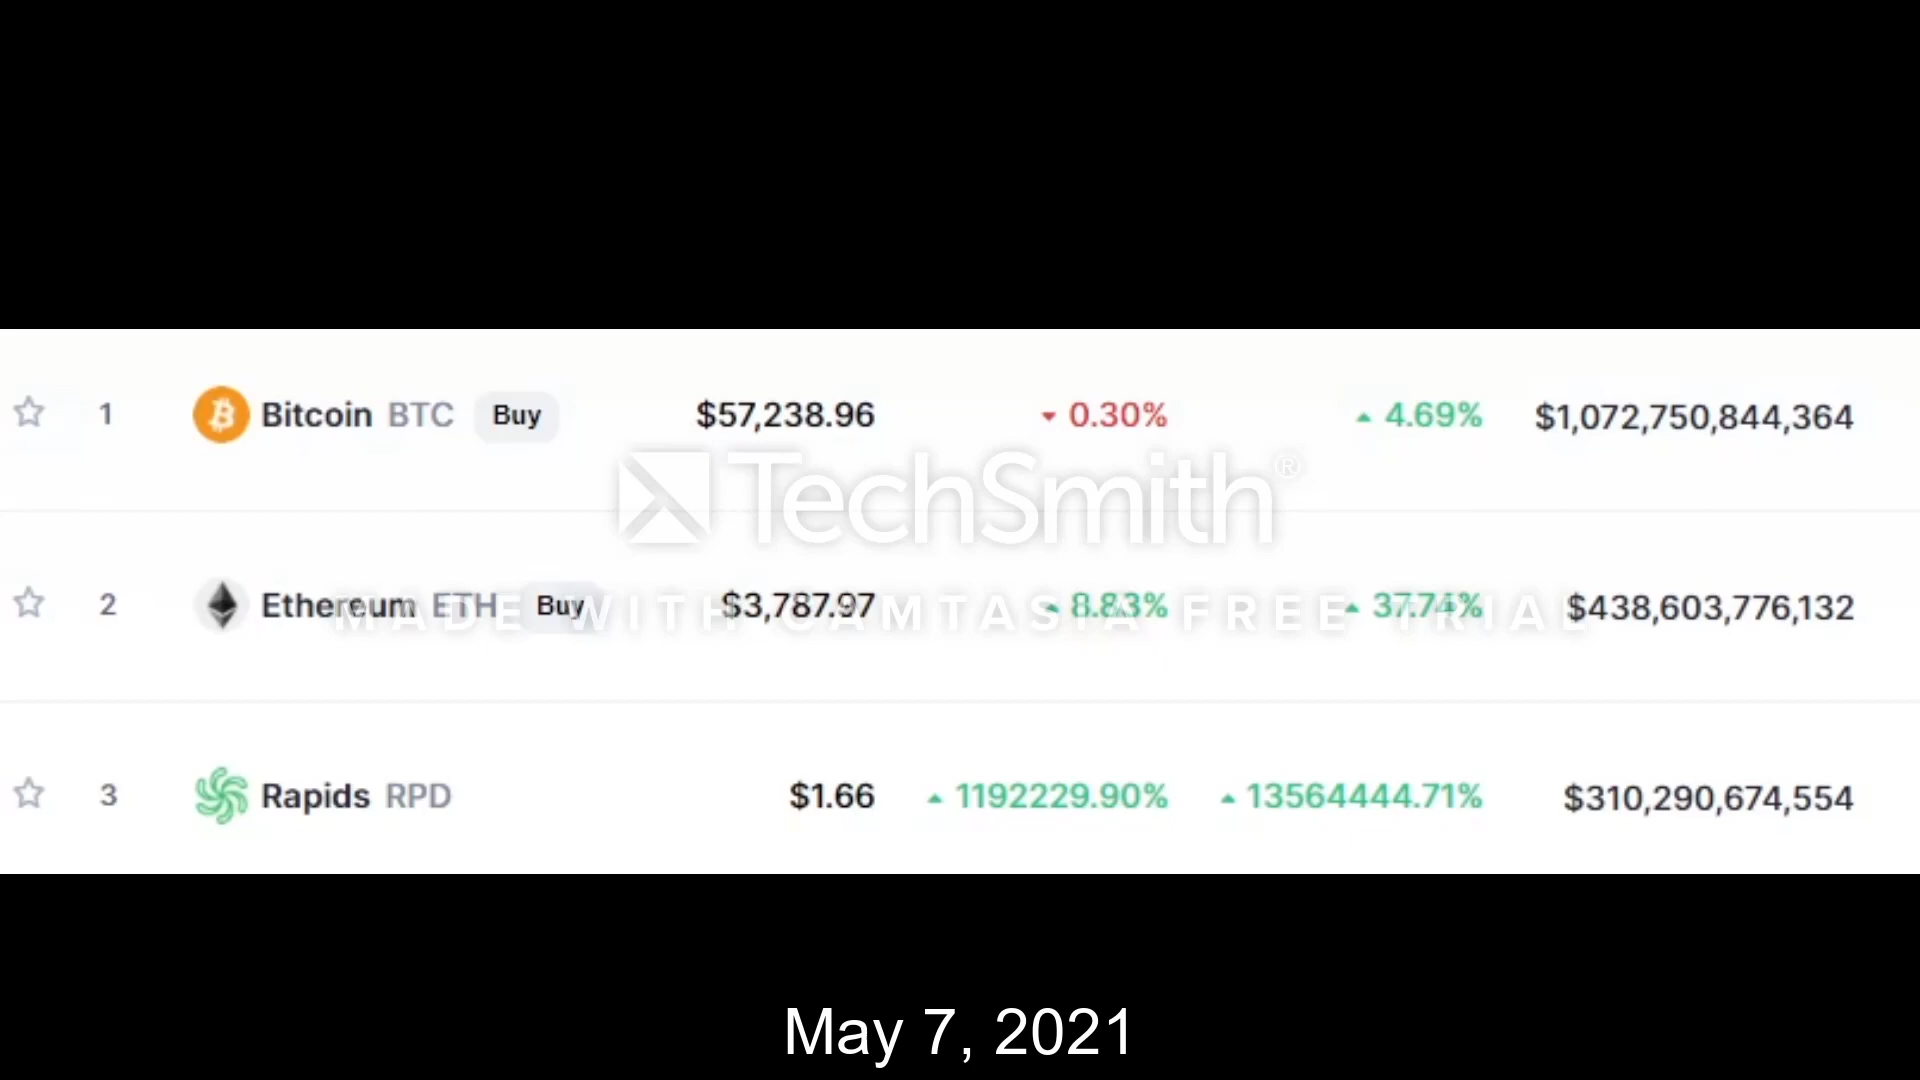 1 Bitcoin BTC Buy $57,238.96 0.30% 4.69% $1,072,750,844,364
TechSmith®
2 Ethereum ETH Buy $3,787.97 8.83% 37.74% $438,603,776,132
MADE WITH CAMTASIA FREE TRIAL
3 Rapids RPD $1.66 1192229.90% 13564444.71% $310,290,674,554
May 7, 2021